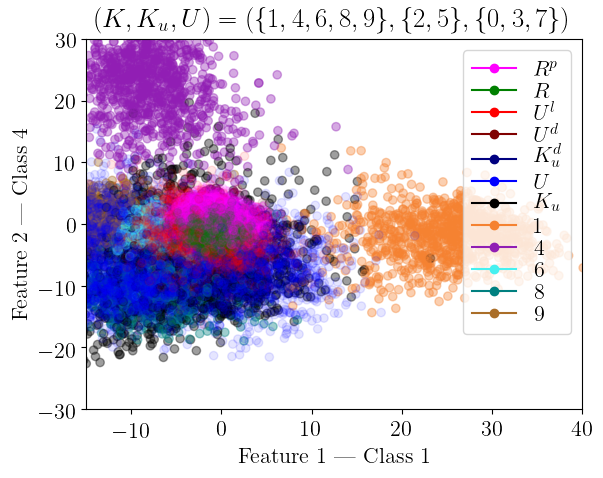 (K, K_u, U) = ({1, 4, 6, 8, 9}, {2, 5}, {0, 3, 7})
30
20
10
0
−10
−20
−30
−10
0
10
20
30
40
Feature 2 — Class 4
Feature 1 — Class 1
R^p
R
U^l
U^d
K_u^d
U
K_u
1
4
6
8
9